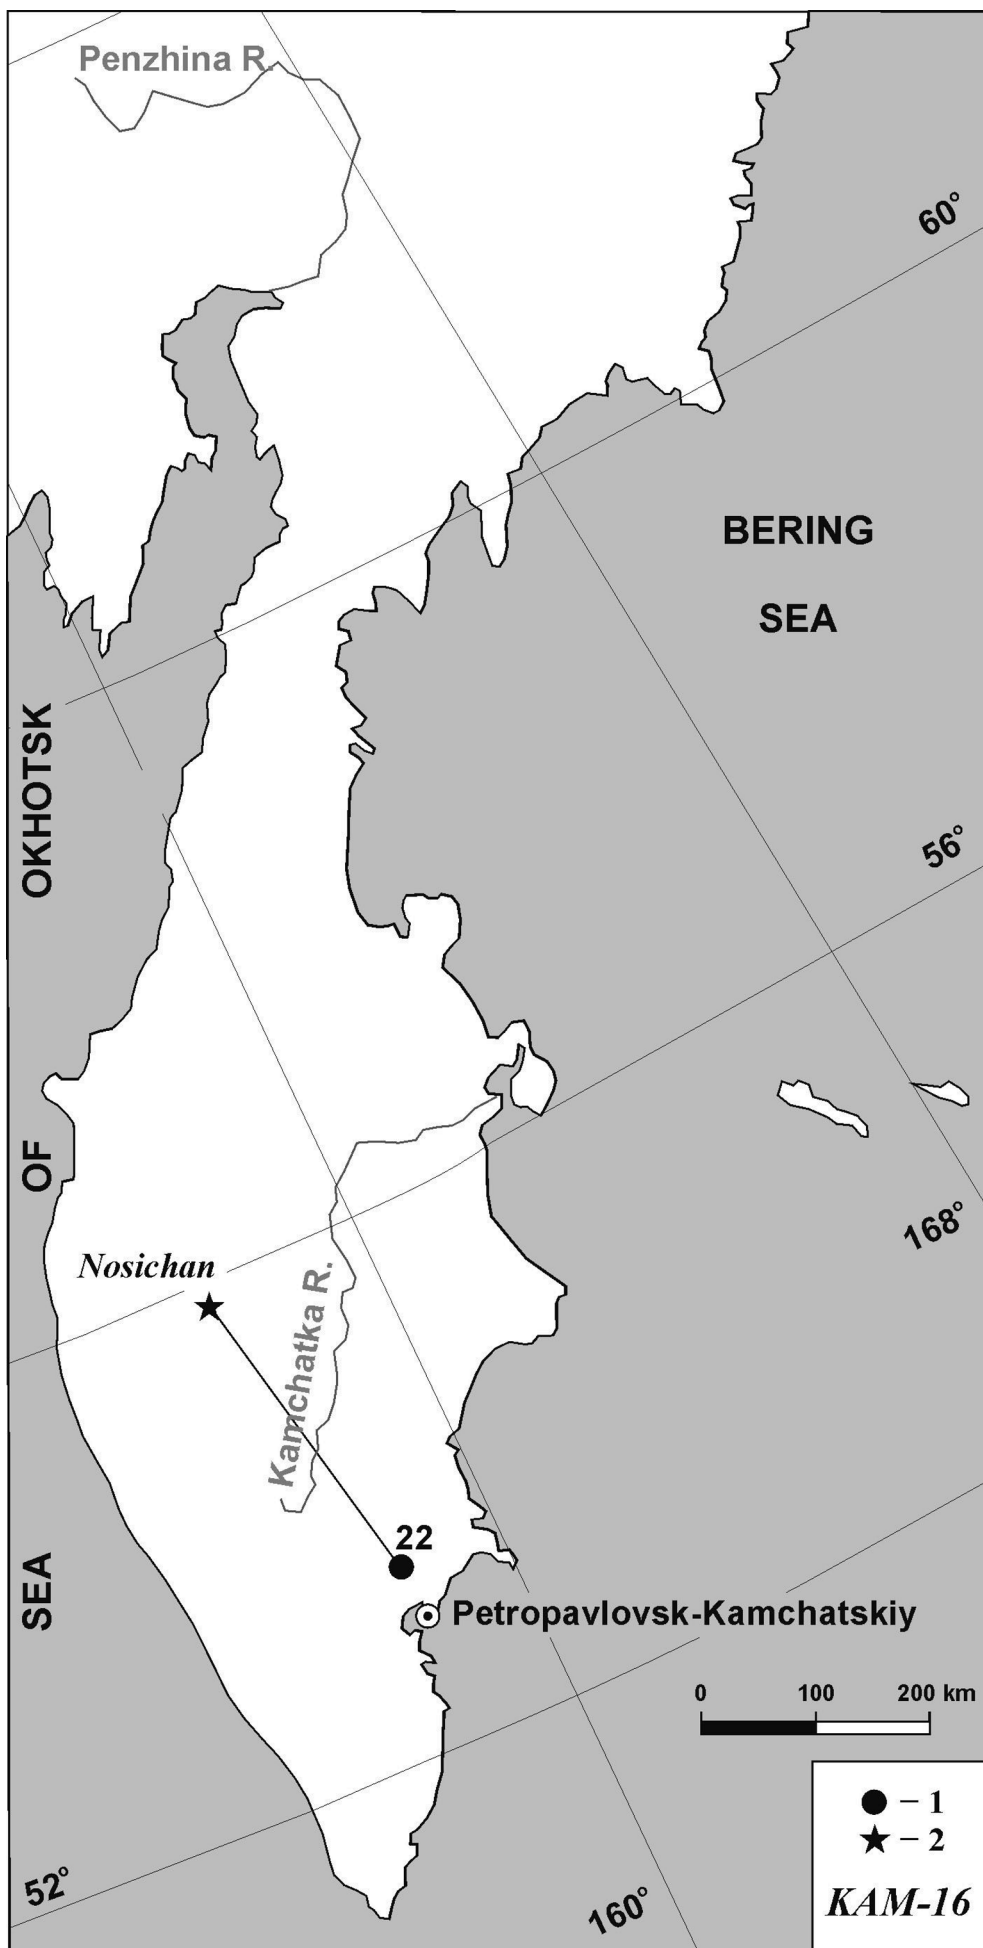 Penzhina R.
60°
BERING
SEA
OKHOTSK
56°
OF
168°
Nosichan
Kamchatka R.
22
SEA
Petropavlovsk-Kamchatskiy
0 100 200 km
– 1
– 2
52°
160°
KAM-16